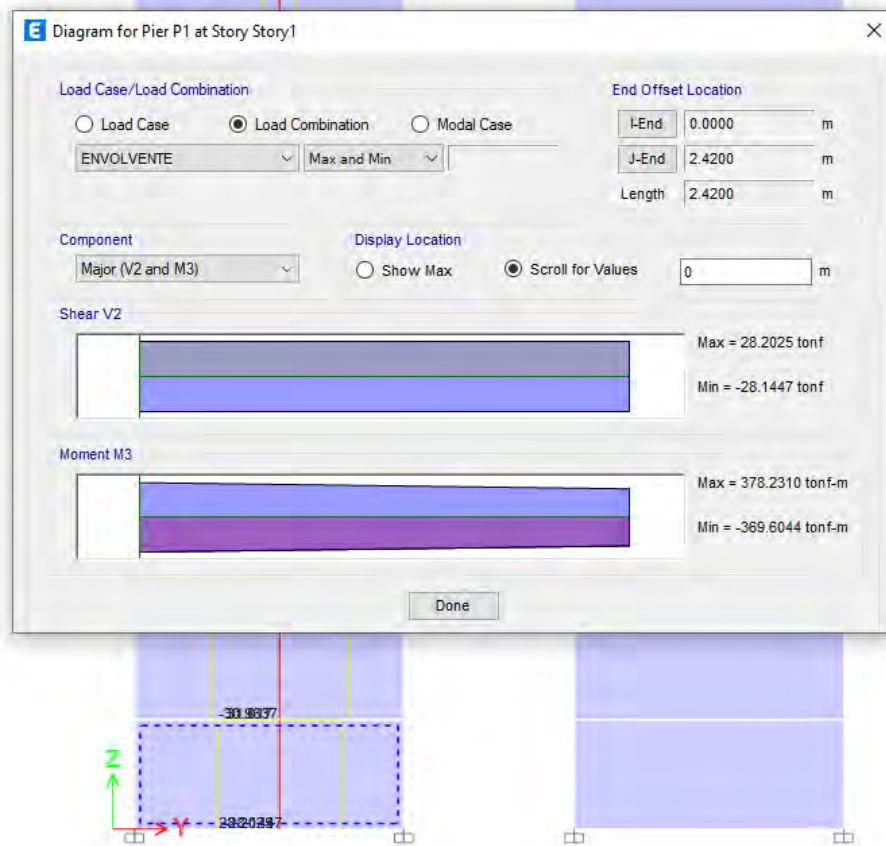 E Diagram for Pier P1 at Story Story1
Load Case/Load Combination
Load Case Load Combination Modal Case
ENVOLVENTE Max and Min
End Offset Location
I-End 0.0000 m
J-End 2.4200 m
Length 2.4200 m
Component
Major (V2 and M3)
Display Location
Show Max Scroll for Values 0 m
Shear V2
Max = 28.2025 tonf
Min = -28.1447 tonf
Moment M3
Max = 378.2310 tonf-m
Min = -369.6044 tonf-m
Done
Z
Y